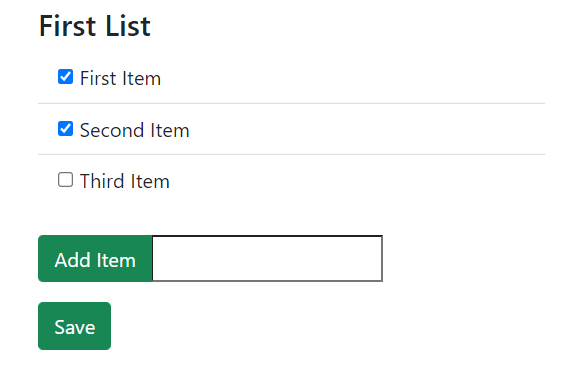 First List
First Item
Second Item
Third Item
Add Item
Save